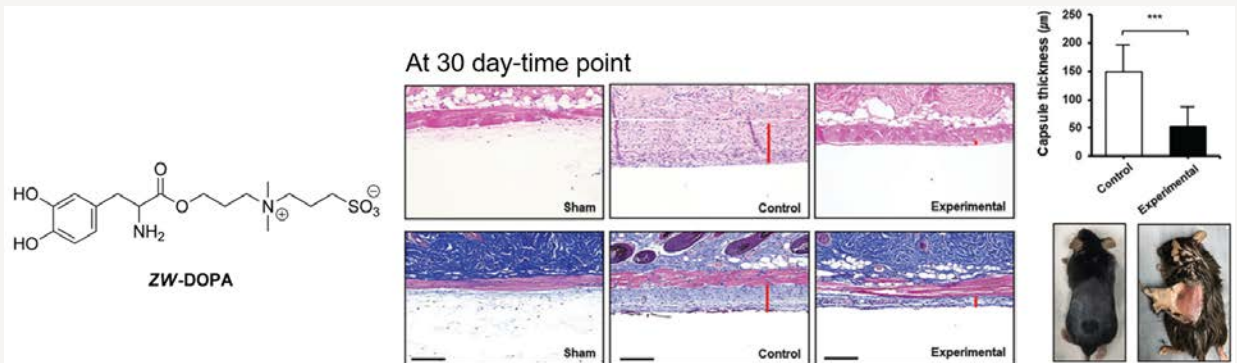 HO
HO
O
O
NH₂
N
⊕
SO₃
⊖
ZW-DOPA
At 30 day-time point
Sham
Control
Experimental
Sham
Control
Experimental
Capsule thickness (㎛)
250
200
150
100
50
0
***
Control
Experimental